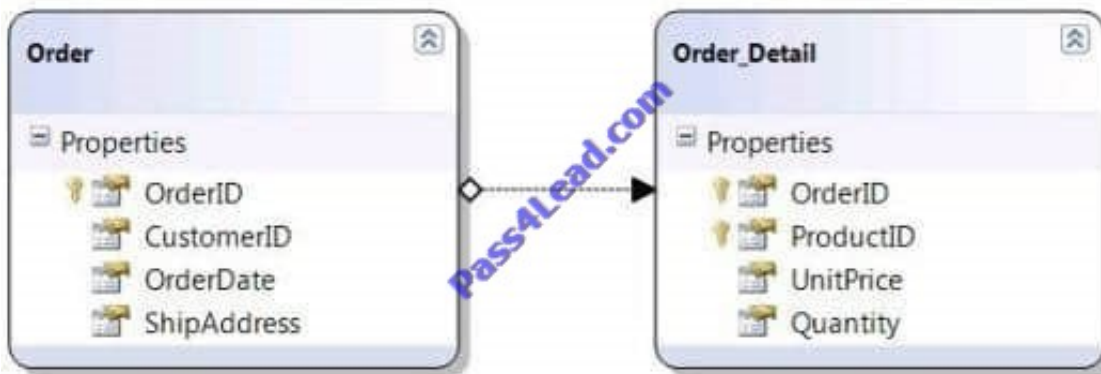 Order
Properties
OrderID
CustomerID
OrderDate
ShipAddress
Pass4Lead.com
Order_Detail
Properties
OrderID
ProductID
UnitPrice
Quantity